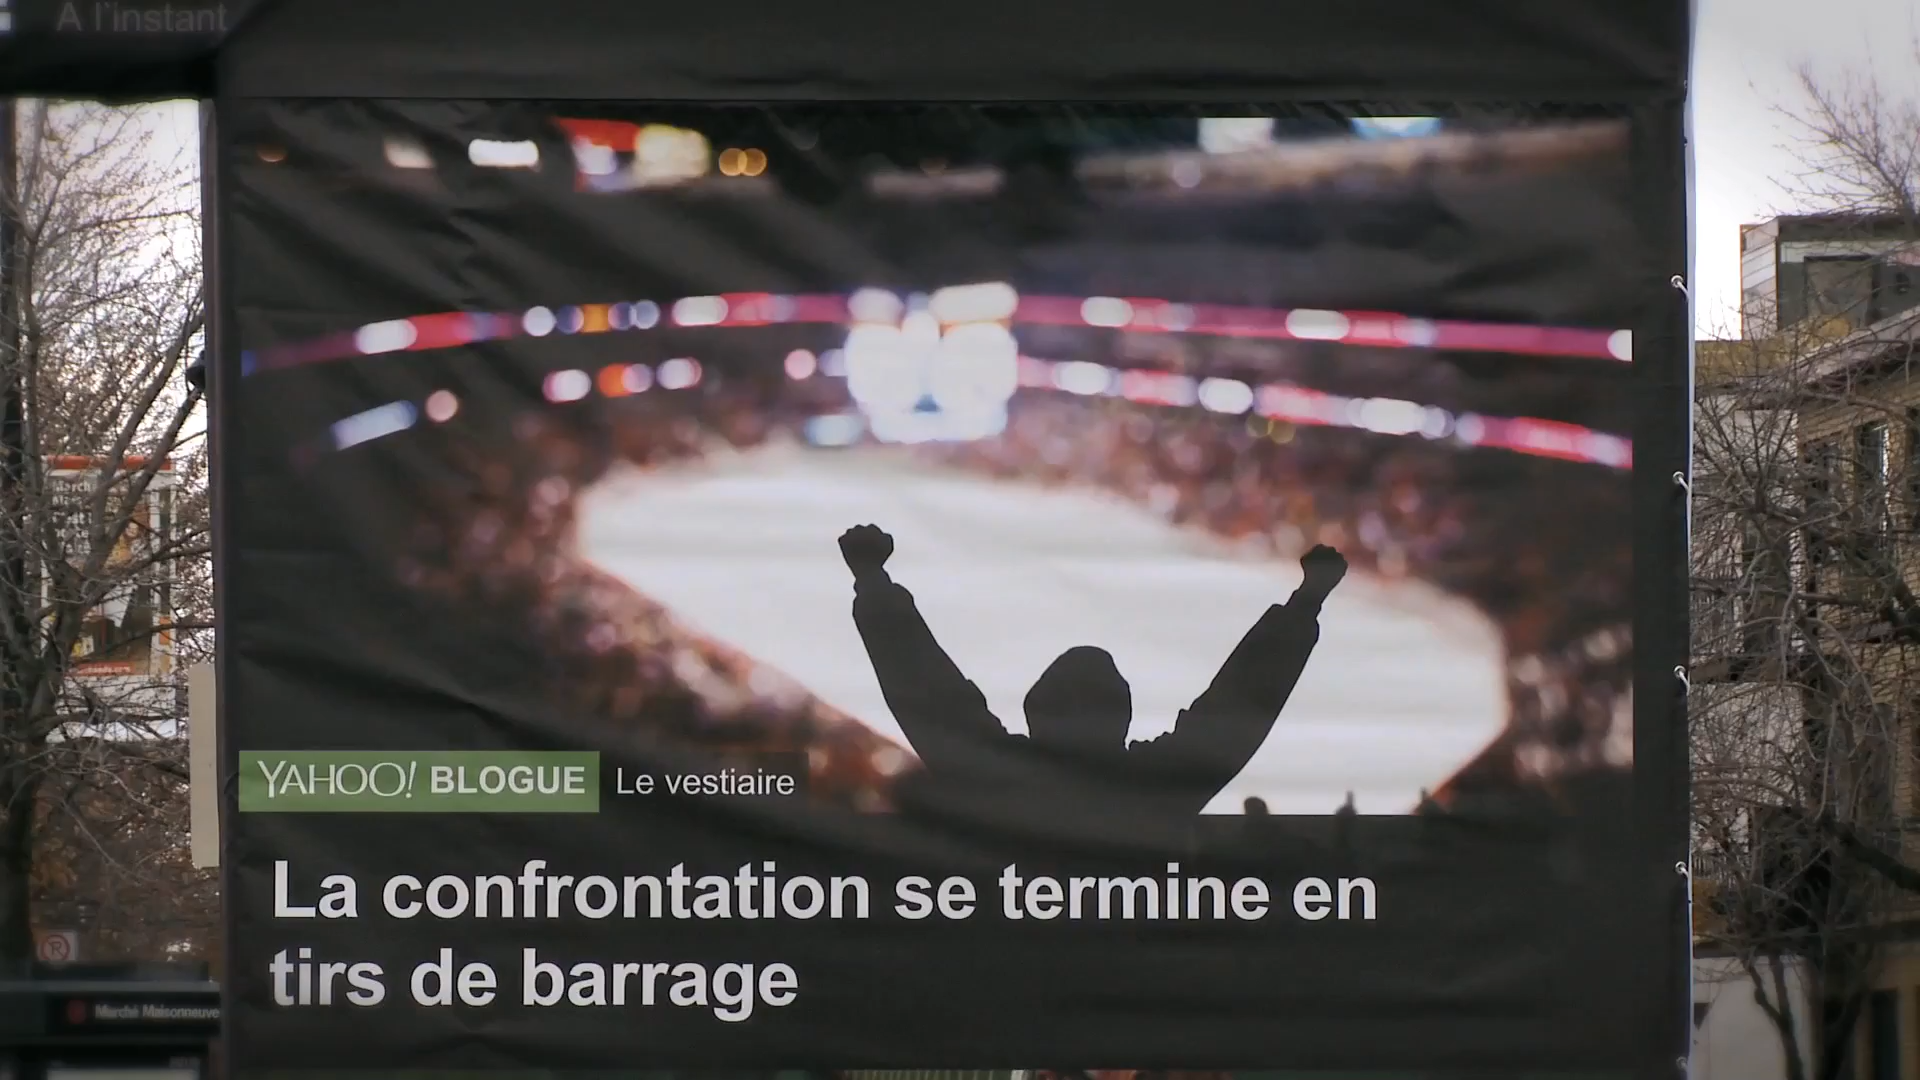 À l'instant
YAHOO! BLOGUE Le vestiaire
La confrontation se termine en
tirs de barrage
Marché Maisonneuve